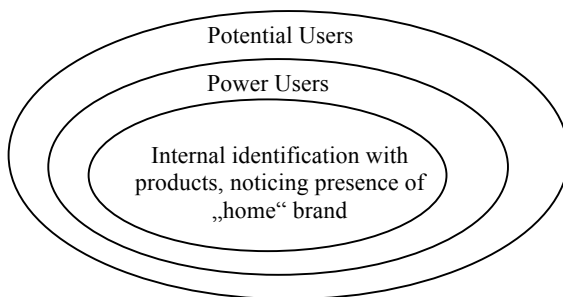 Potential Users
Power Users
Internal identification with
products, noticing presence of
„home“ brand